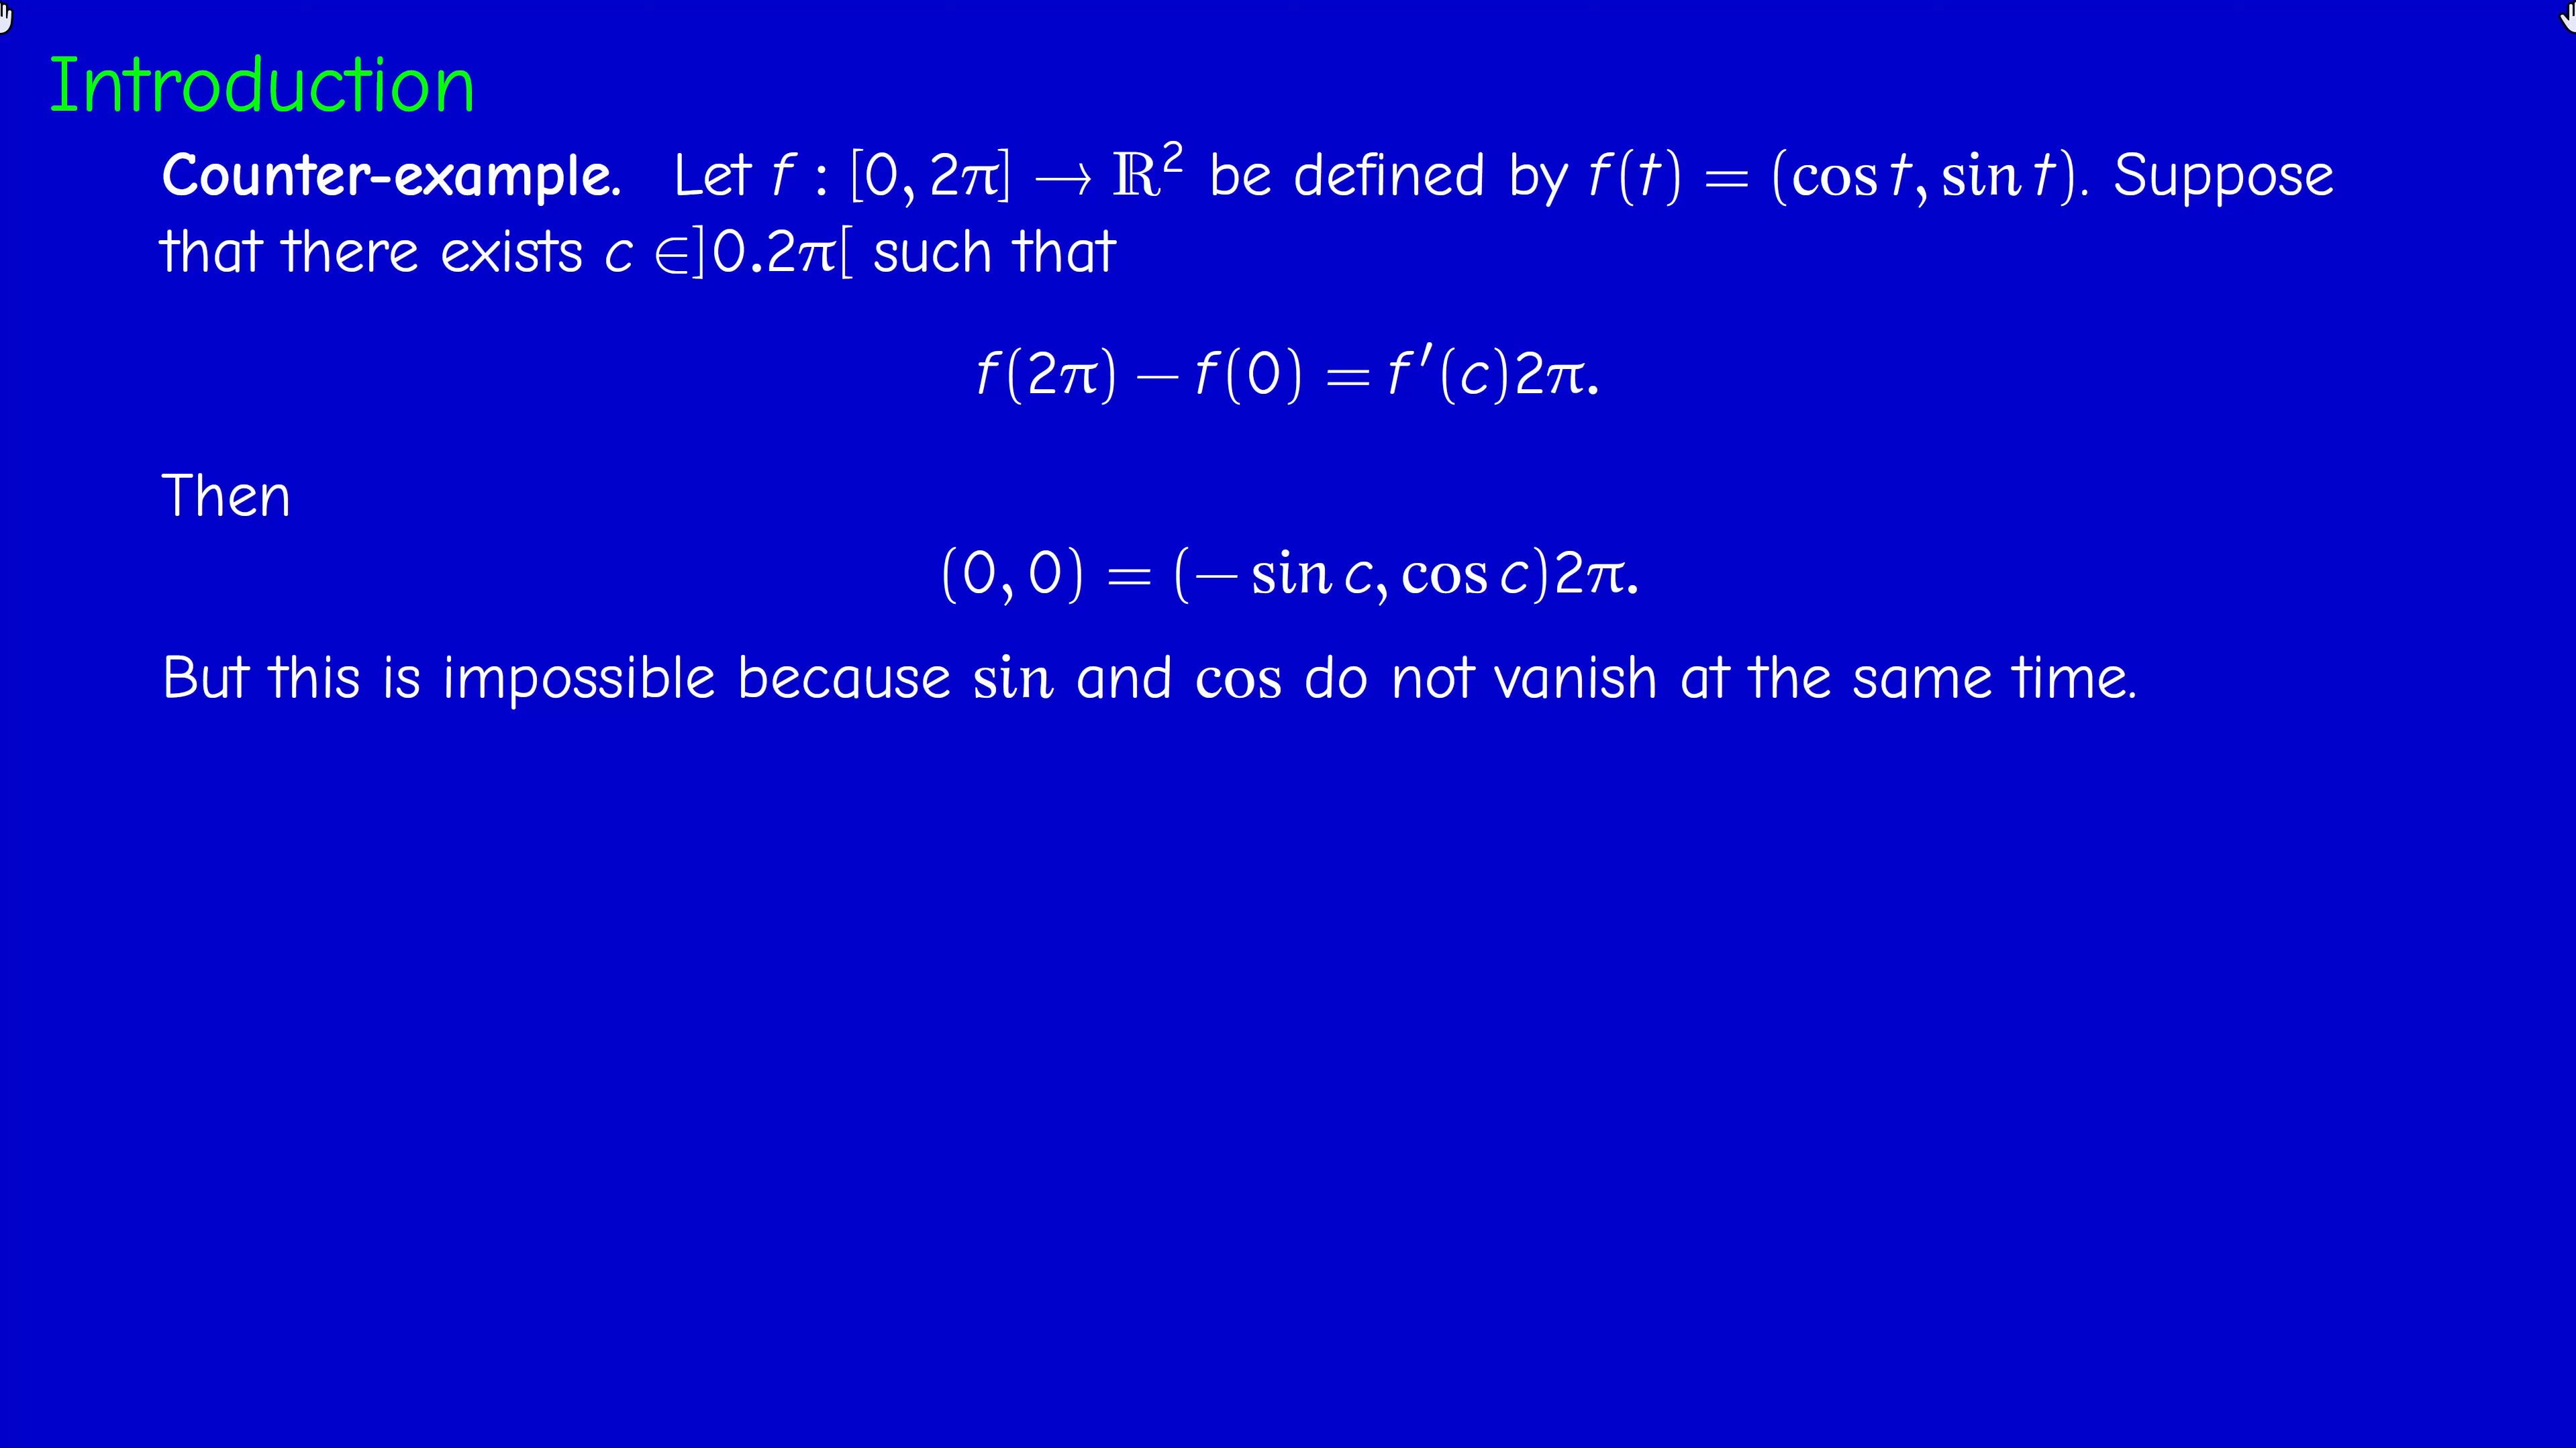 Introduction
Counter-example. Let f : [0, 2π] → ℝ² be defined by f(t) = (cos t, sin t). Suppose
that there exists c ∈]0.2π[ such that
f(2π) − f(0) = f′(c)2π.
Then
(0, 0) = (− sin c, cos c)2π.
But this is impossible because sin and cos do not vanish at the same time.